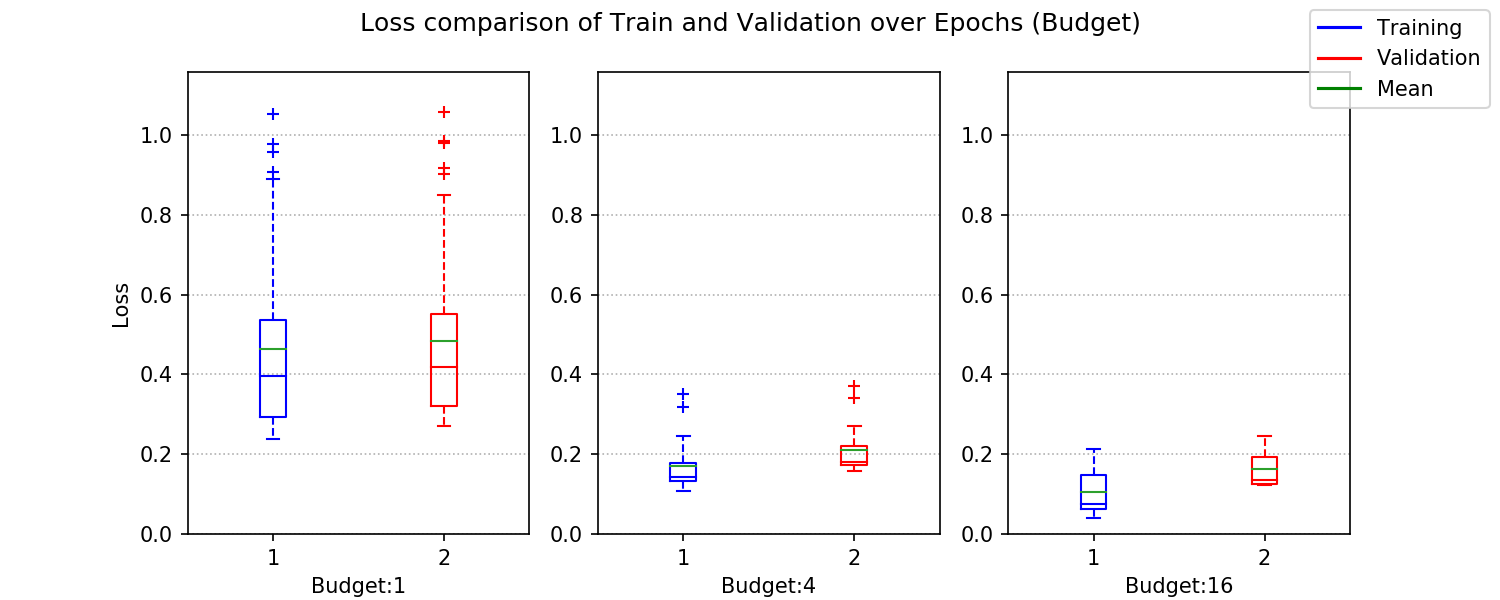 Loss comparison of Train and Validation over Epochs (Budget)
Training
Validation
Mean
Loss
1.0
0.8
0.6
0.4
0.2
0.0
1 2
Budget:1
1.0
0.8
0.6
0.4
0.2
0.0
1 2
Budget:4
1.0
0.8
0.6
0.4
0.2
0.0
1 2
Budget:16